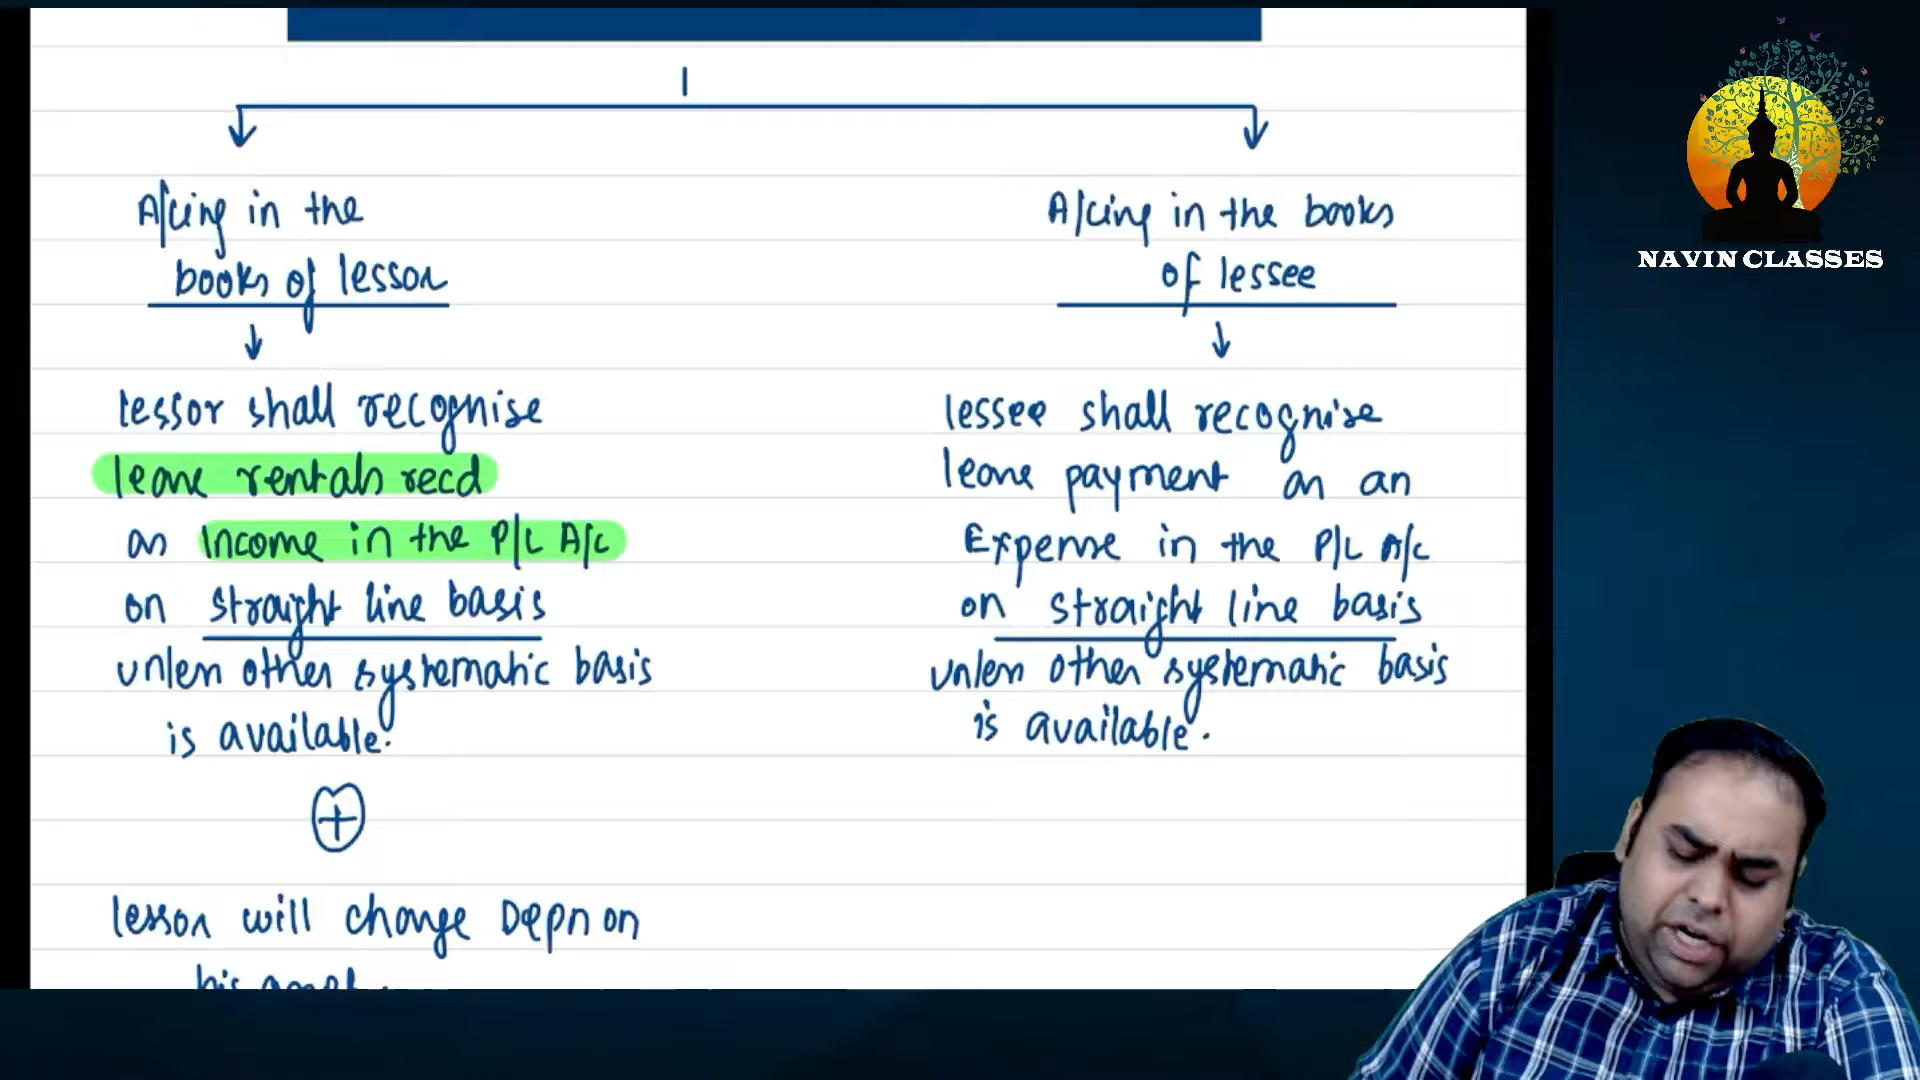 A/cing in the
books of lessor
lessor shall recognise
lease rentals recd
as Income in the P/L A/c
on straight line basis
unless other systematic basis
is available.
+
lessor will charge Depn on
his asset.
A/cing in the books
of lessee
lessee shall recognise
lease payment as an
Expense in the P/L A/c
on straight line basis
unless other systematic basis
is available.
NAVIN CLASSES